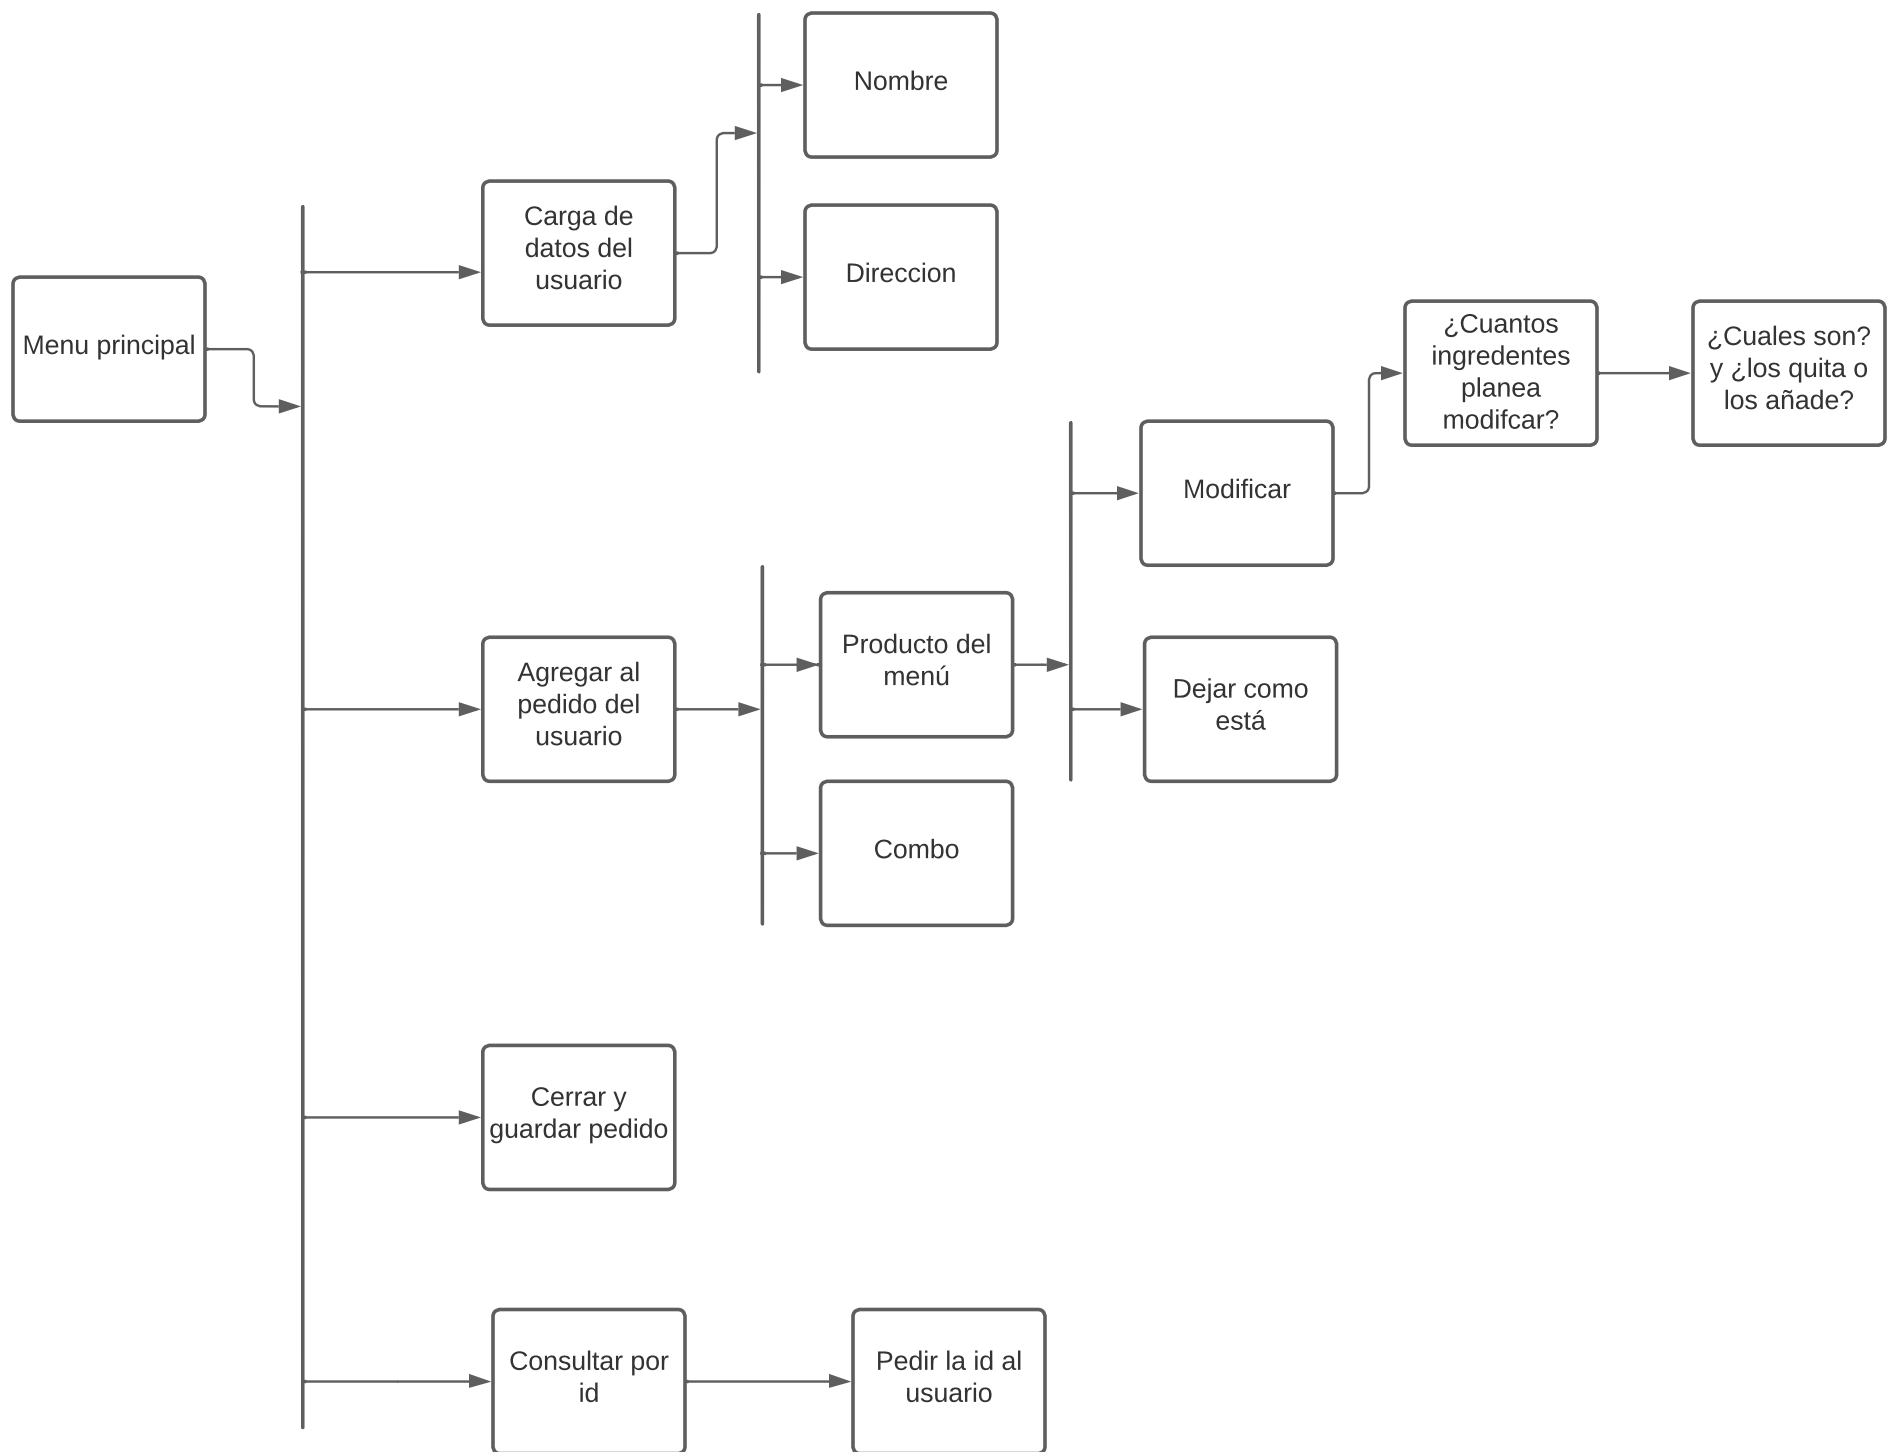 Menu principal
Carga de
datos del
usuario
Nombre
Direccion
Agregar al
pedido del
usuario
Producto del
menú
Combo
Modificar
Dejar como
está
¿Cuantos
ingredentes
planea
modifcar?
¿Cuales son?
y ¿los quita o
los añade?
Cerrar y
guardar pedido
Consultar por
id
Pedir la id al
usuario